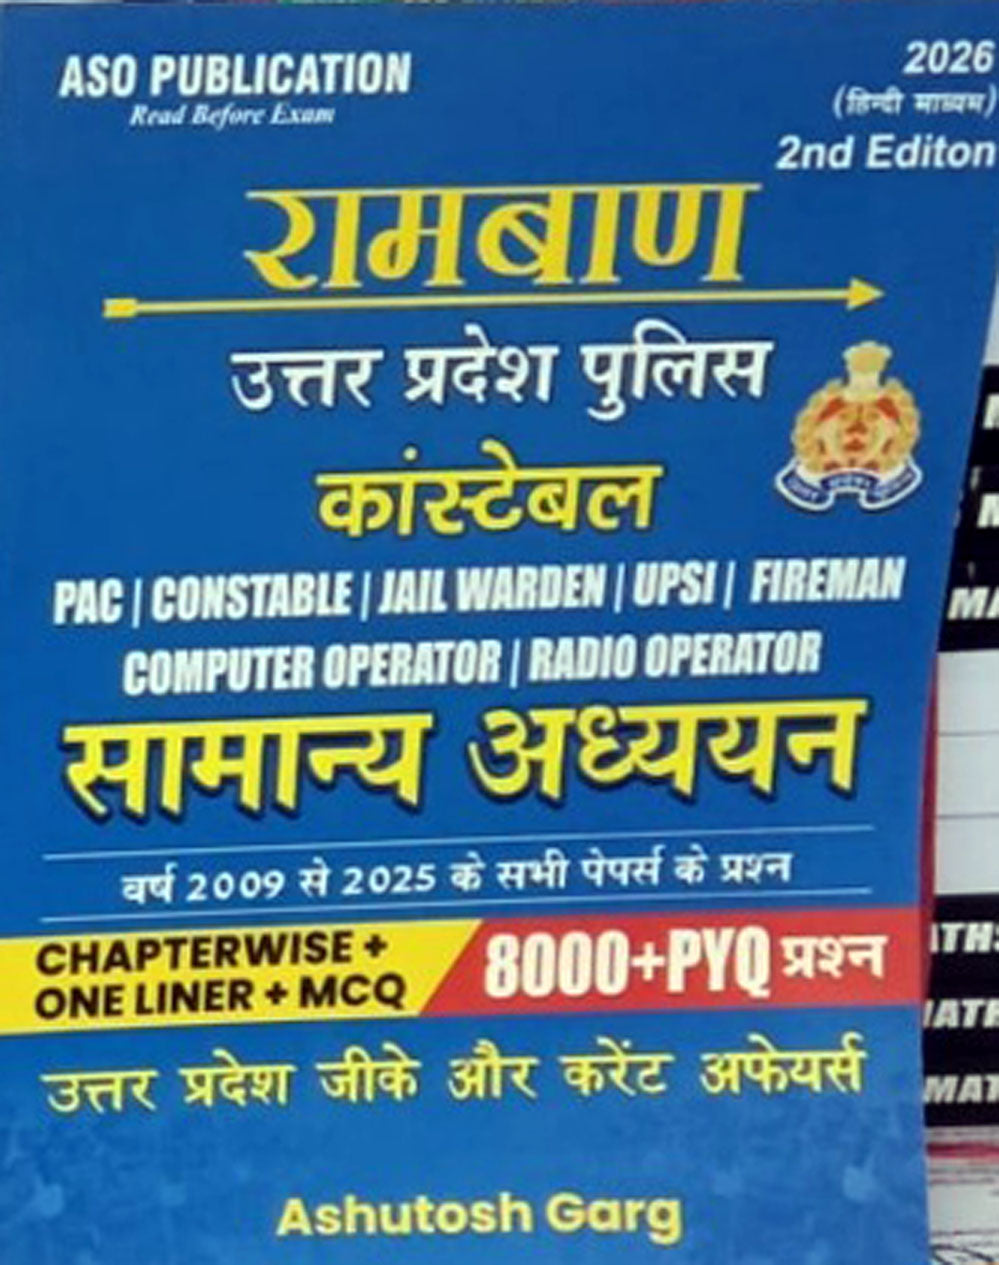 ASO PUBLICATION
Read Before Exam
2026
(हिन्दी माध्यम)
2nd Editon
रामबाण
उत्तर प्रदेश पुलिस
कांस्टेबल
PAC | CONSTABLE | JAIL WARDEN | UPSI | FIREMAN
COMPUTER OPERATOR | RADIO OPERATOR
सामान्य अध्ययन
वर्ष 2009 से 2025 के सभी पेपर्स के प्रश्न
CHAPTERWISE +
ONE LINER + MCQ
8000+PYQ प्रश्न
उत्तर प्रदेश जीके और करेंट अफेयर्स
Ashutosh Garg